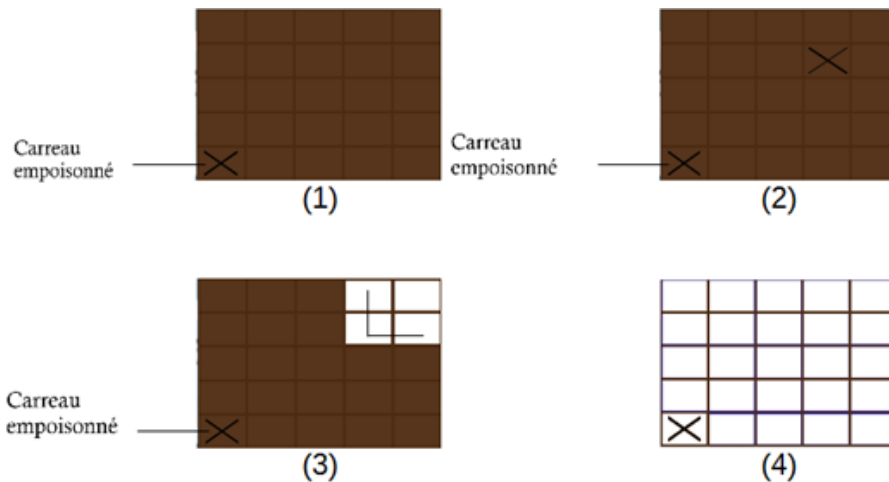 Carreau
empoisonné
(1)
Carreau
empoisonné
(2)
Carreau
empoisonné
(3)
(4)